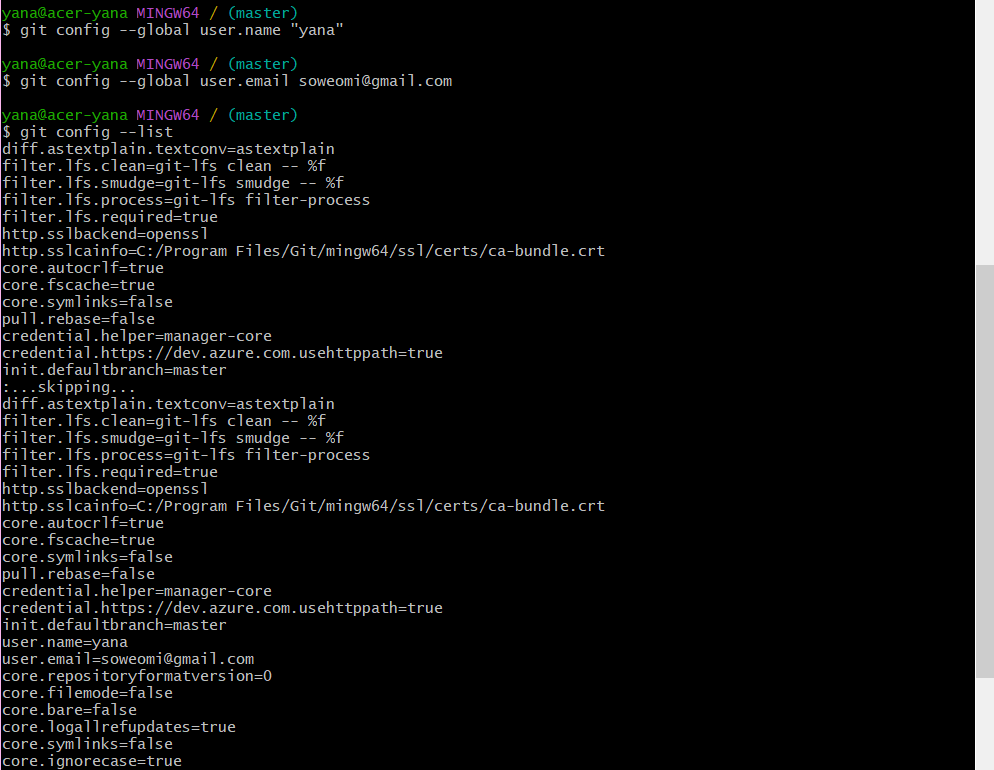 yana@acer-yana MINGW64 / (master)
$ git config --global user.name "yana"
yana@acer-yana MINGW64 / (master)
$ git config --global user.email soweomi@gmail.com
yana@acer-yana MINGW64 / (master)
$ git config --list
diff.astextplain.textconv=astextplain
filter.lfs.clean=git-lfs clean -- %f
filter.lfs.smudge=git-lfs smudge -- %f
filter.lfs.process=git-lfs filter-process
filter.lfs.required=true
http.sslbackend=openssl
http.sslcainfo=C:/Program Files/Git/mingw64/ssl/certs/ca-bundle.crt
core.autocrlf=true
core.fscache=true
core.symlinks=false
pull.rebase=false
credential.helper=manager-core
credential.https://dev.azure.com.usehttppath=true
init.defaultbranch=master
:...skipping...
diff.astextplain.textconv=astextplain
filter.lfs.clean=git-lfs clean -- %f
filter.lfs.smudge=git-lfs smudge -- %f
filter.lfs.process=git-lfs filter-process
filter.lfs.required=true
http.sslbackend=openssl
http.sslcainfo=C:/Program Files/Git/mingw64/ssl/certs/ca-bundle.crt
core.autocrlf=true
core.fscache=true
core.symlinks=false
pull.rebase=false
credential.helper=manager-core
credential.https://dev.azure.com.usehttppath=true
init.defaultbranch=master
user.name=yana
user.email=soweomi@gmail.com
core.repositoryformatversion=0
core.filemode=false
core.bare=false
core.logallrefupdates=true
core.symlinks=false
core.ignorecase=true